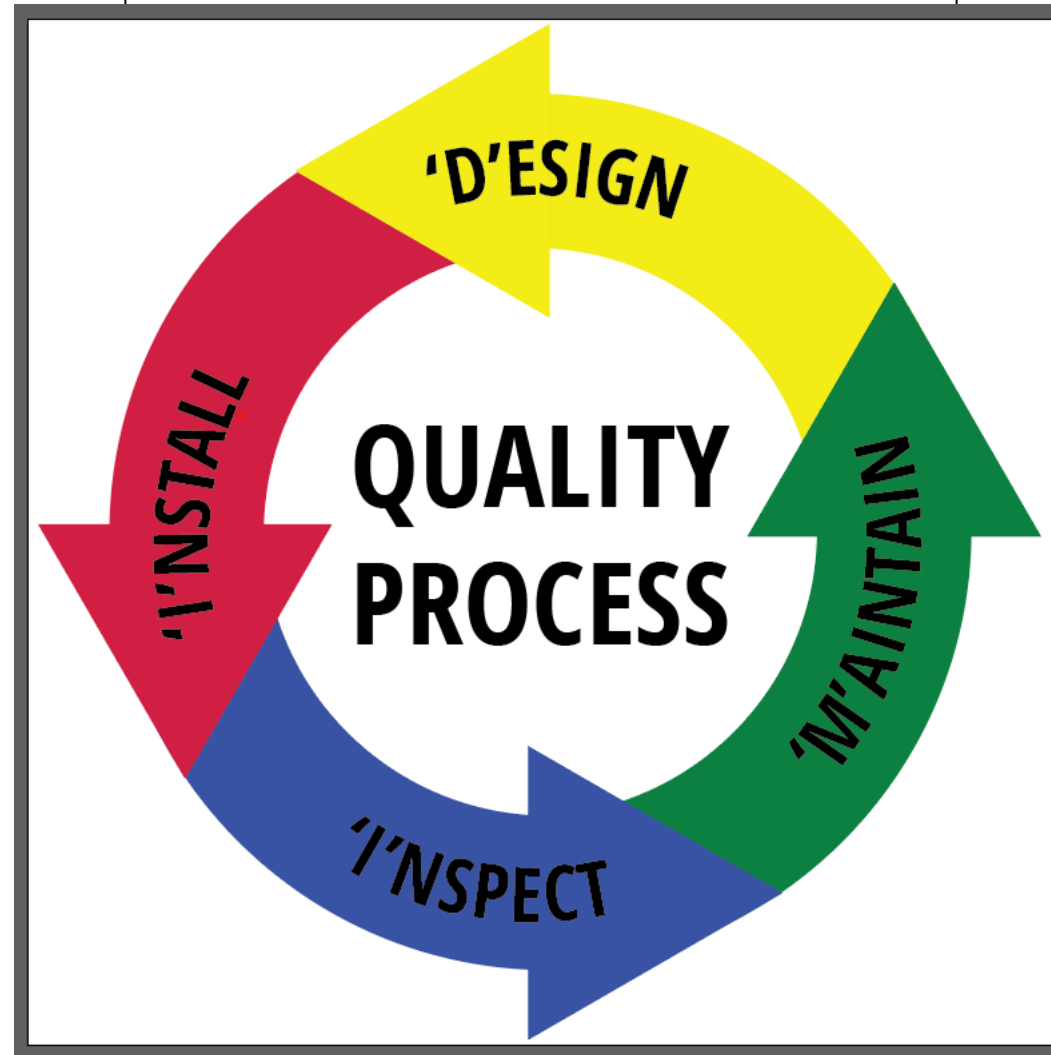 ‘D’ESIGN
‘I’NSTALL
QUALITY
PROCESS
‘M’AINTAIN
‘I’NSPECT